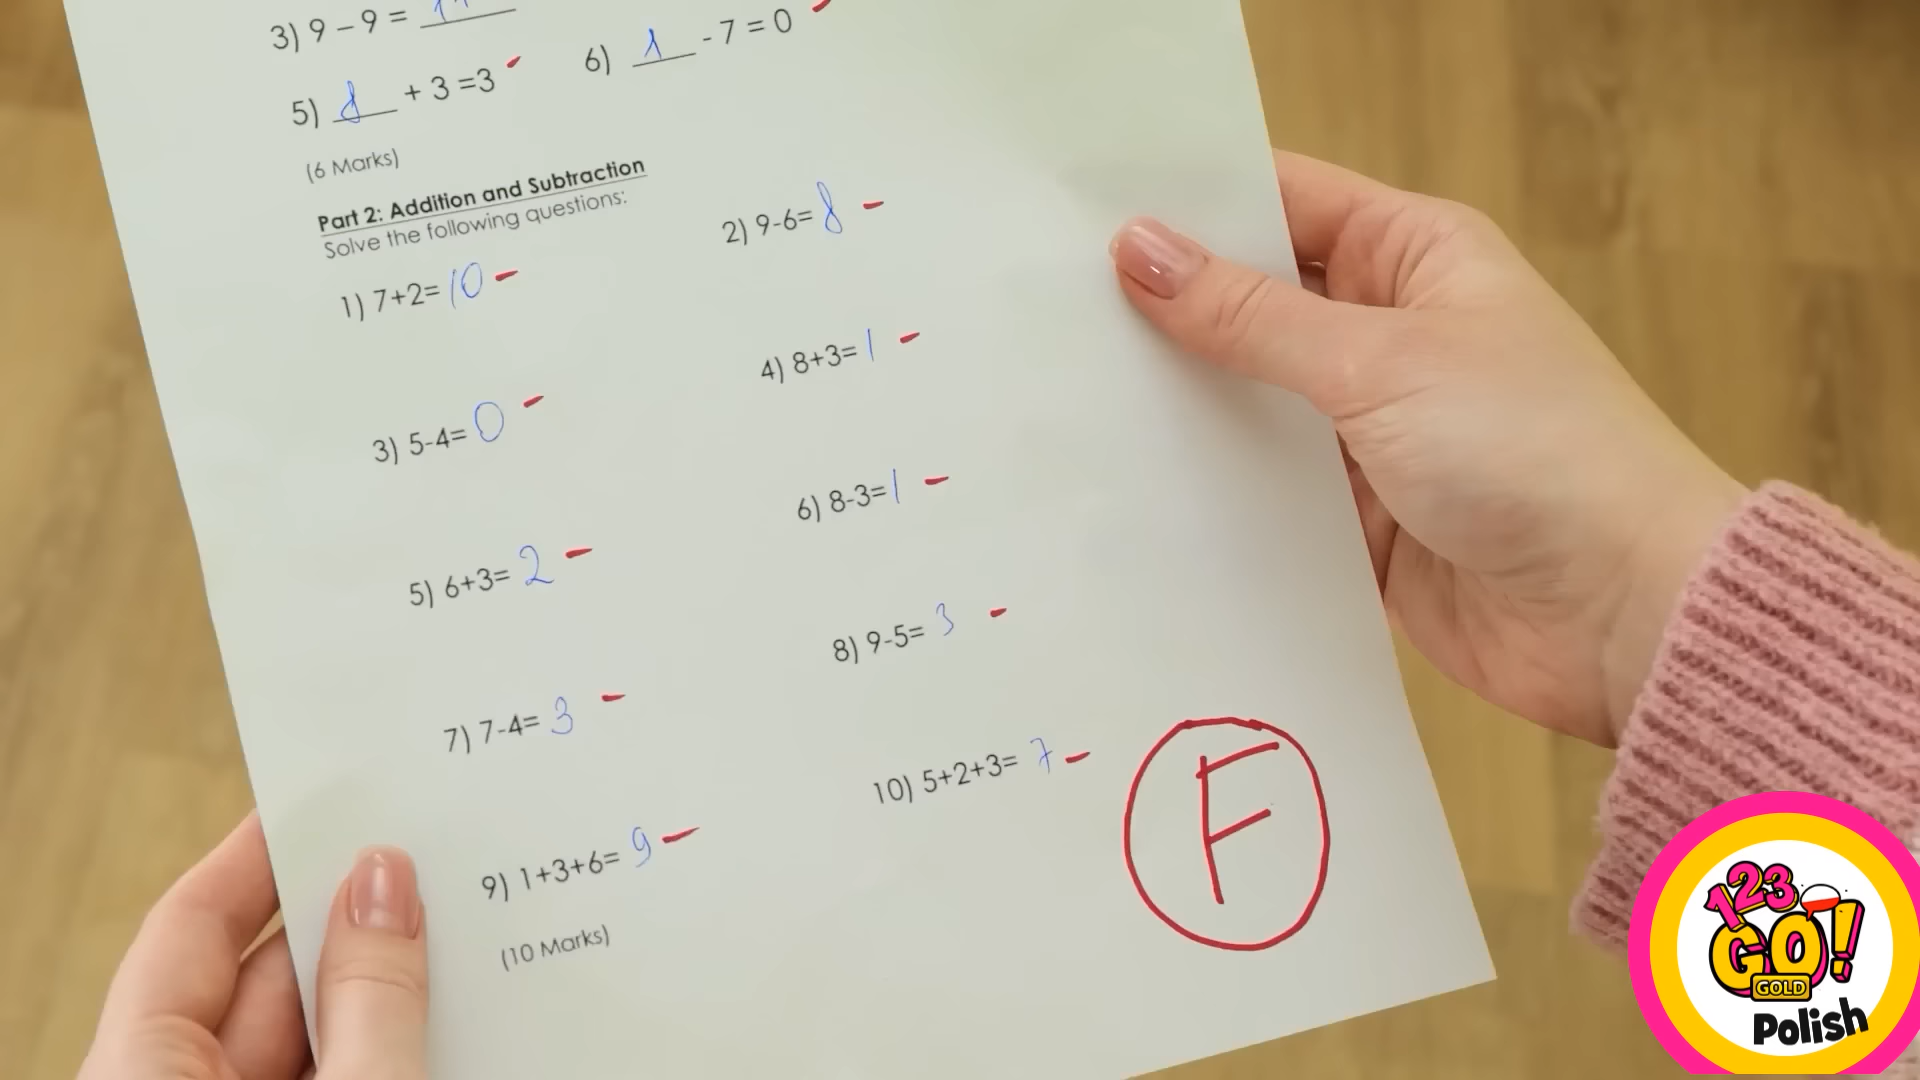 3) 9 – 9 =
5) 8 + 3 =3
6) 1 - 7 = 0
(6 Marks)
Part 2: Addition and Subtraction
Solve the following questions:
1) 7+2= 10 -
2) 9-6= 8 -
3) 5-4= 0 -
4) 8+3= 1 -
5) 6+3= 2 -
6) 8-3= 1 -
7) 7-4= 3 -
8) 9-5= 3 -
9) 1+3+6= 9 -
10) 5+2+3= 7 -
(10 Marks)
F
123
GO!
GOLD
Polish